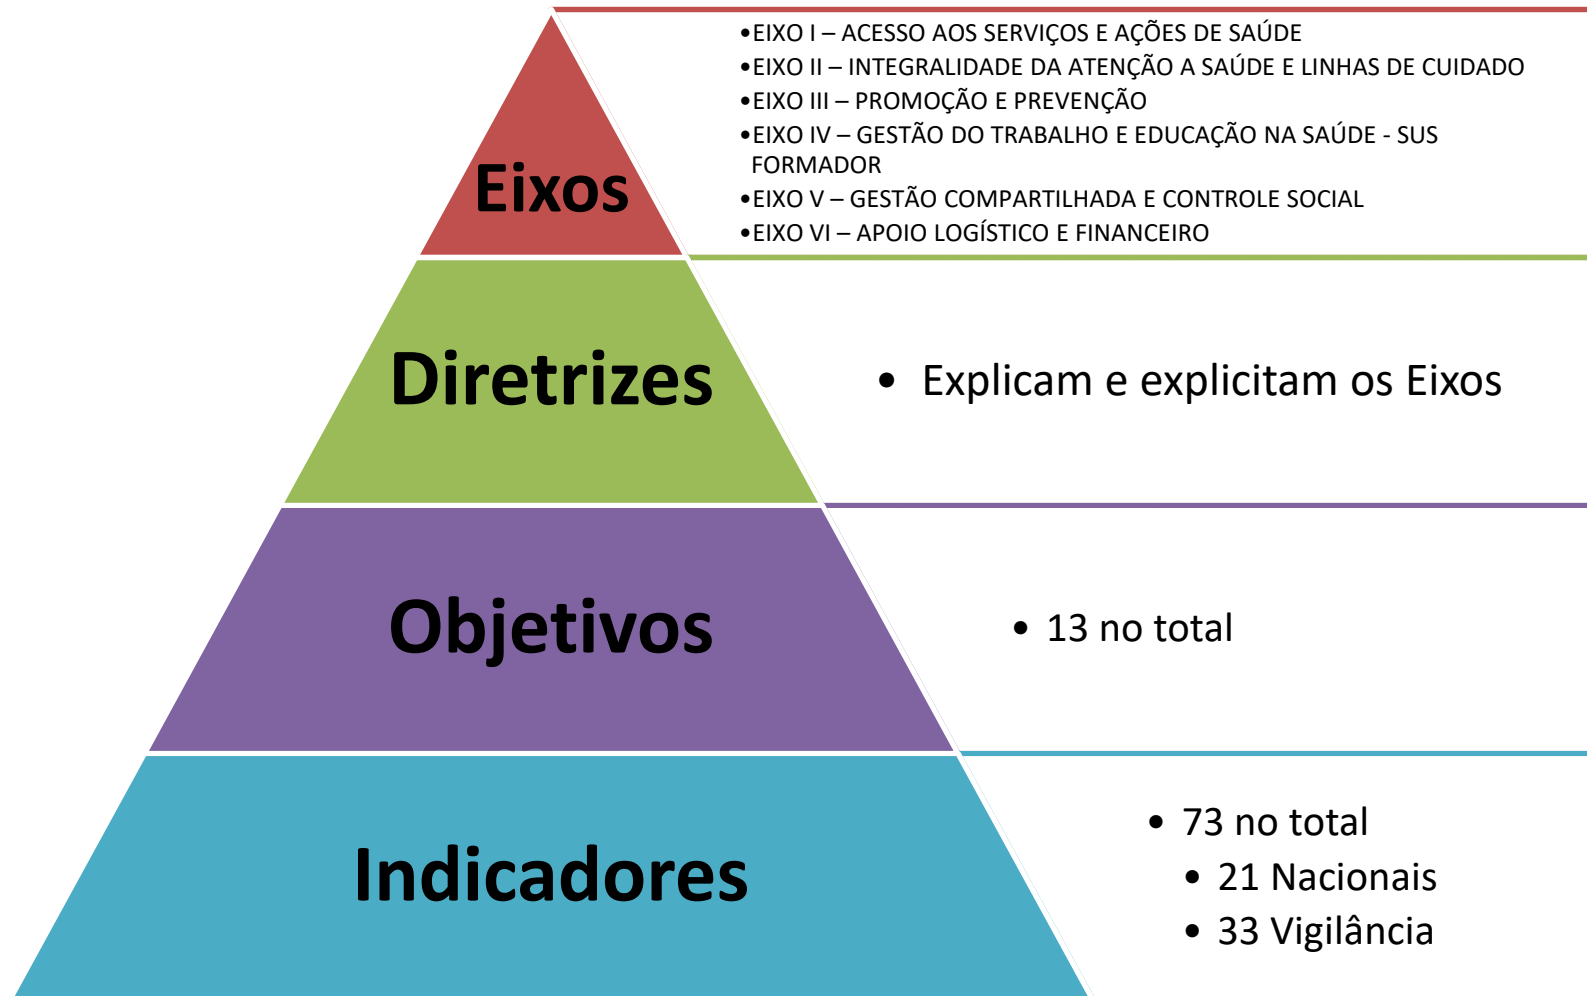 •EIXO I – ACESSO AOS SERVIÇOS E AÇÕES DE SAÚDE
•EIXO II – INTEGRALIDADE DA ATENÇÃO A SAÚDE E LINHAS DE CUIDADO
•EIXO III – PROMOÇÃO E PREVENÇÃO
•EIXO IV – GESTÃO DO TRABALHO E EDUCAÇÃO NA SAÚDE - SUS
FORMADOR
•EIXO V – GESTÃO COMPARTILHADA E CONTROLE SOCIAL
•EIXO VI – APOIO LOGÍSTICO E FINANCEIRO
Eixos
Diretrizes
• Explicam e explicitam os Eixos
Objetivos
• 13 no total
Indicadores
• 73 no total
• 21 Nacionais
• 33 Vigilância